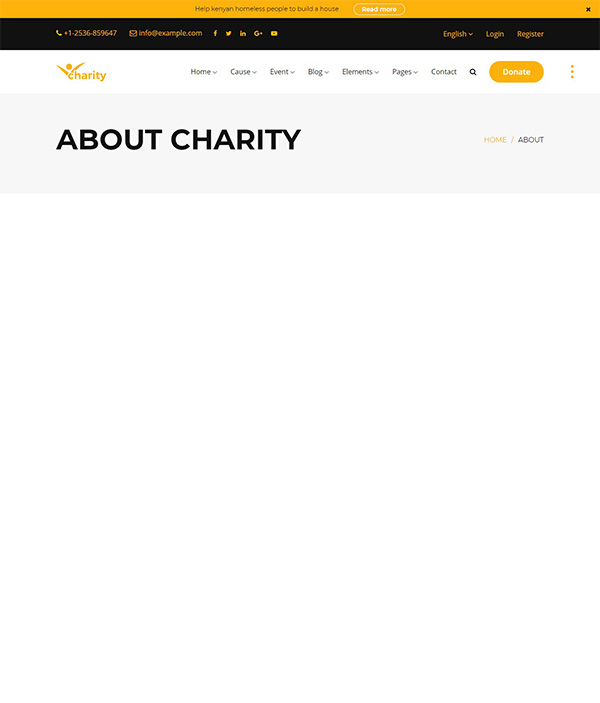 Help kenyan homeless people to build a house Read more
+1-2536-859647 info@example.com English Login Register
charity Home Cause Event Blog Elements Pages Contact Donate
ABOUT CHARITY HOME / ABOUT